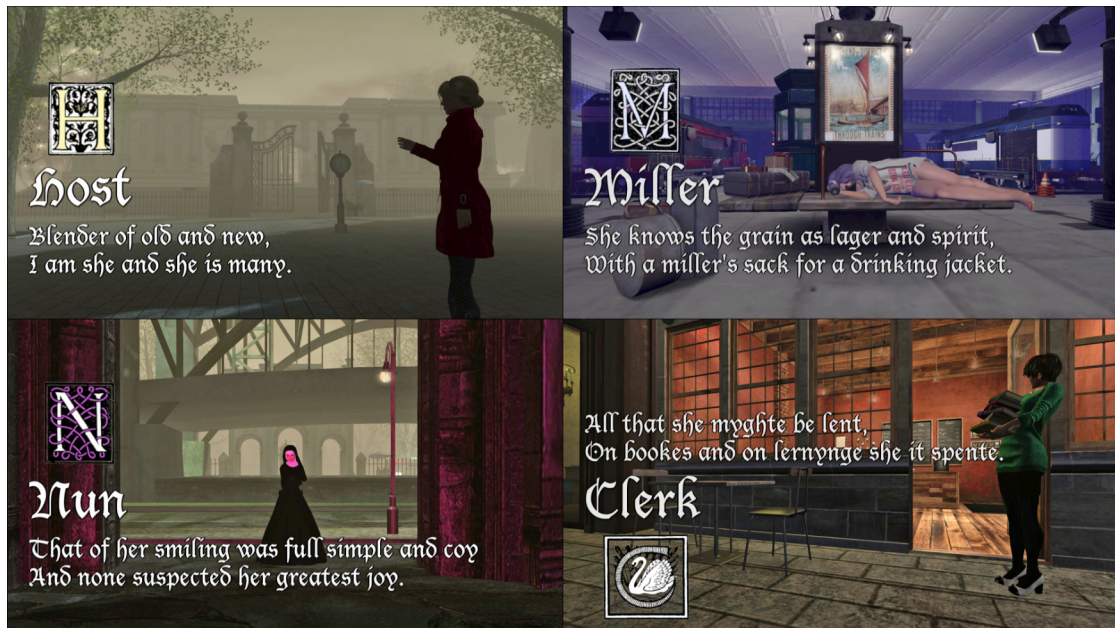 H
Host
Blender of old and new,
I am she and she is many.
M
THROUGH TRAINS
Miller
She knows the grain as lager and spirit,
With a miller's sack for a drinking jacket.
N
Nun
That of her smiling was full simple and coy
And none suspected her greatest joy.
All that she myghte be lent,
On bookes and on lernynge she it spente.
Clerk